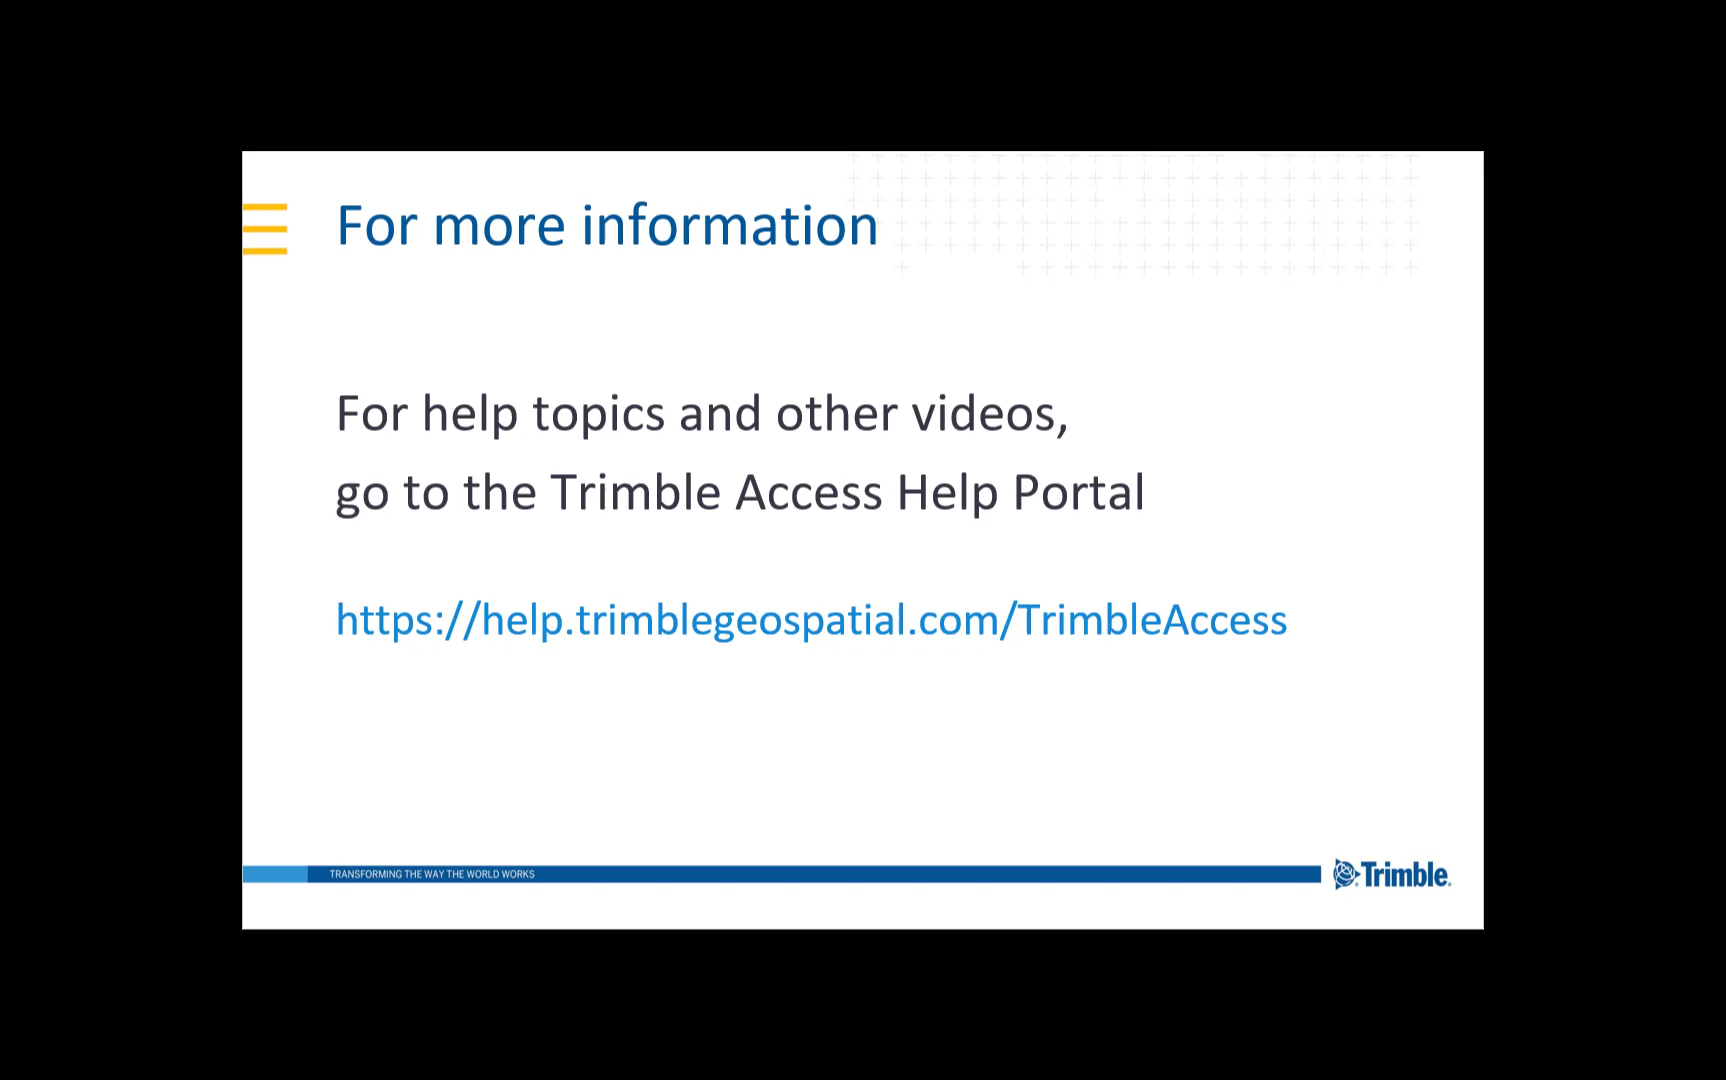 For more information
For help topics and other videos,
go to the Trimble Access Help Portal
https://help.trimblegeospatial.com/TrimbleAccess
TRANSFORMING THE WAY THE WORLD WORKS
Trimble